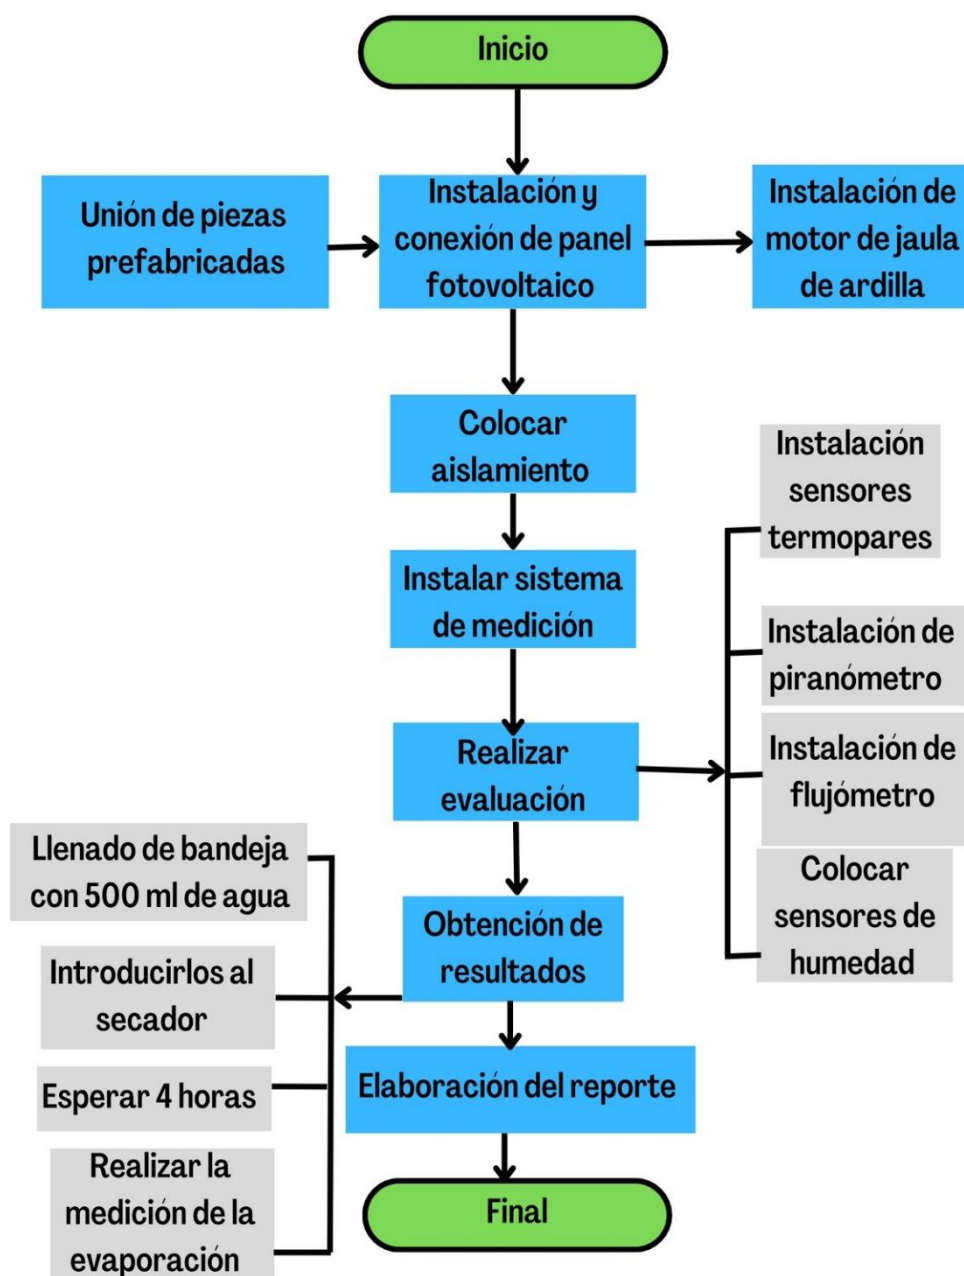 Inicio
Unión de piezas
prefabricadas
Instalación y
conexión de panel
fotovoltaico
Instalación de
motor de jaula
de ardilla
Colocar
aislamiento
Instalar sistema
de medición
Realizar
evaluación
Instalación
sensores
termopares
Instalación de
piranómetro
Instalación de
flujómetro
Colocar
sensores de
humedad
Obtención de
resultados
Llenado de bandeja
con 500 ml de agua
Introducirlos al
secador
Esperar 4 horas
Realizar la
medición de la
evaporación
Elaboración del reporte
Final